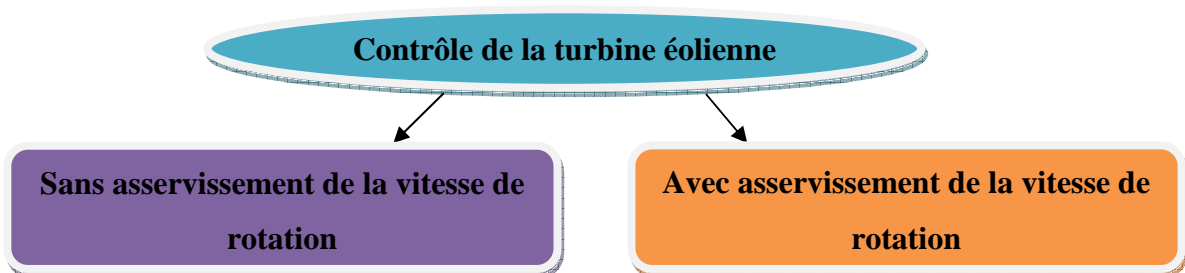 Contrôle de la turbine éolienne
Sans asservissement de la vitesse de
rotation
Avec asservissement de la vitesse de
rotation